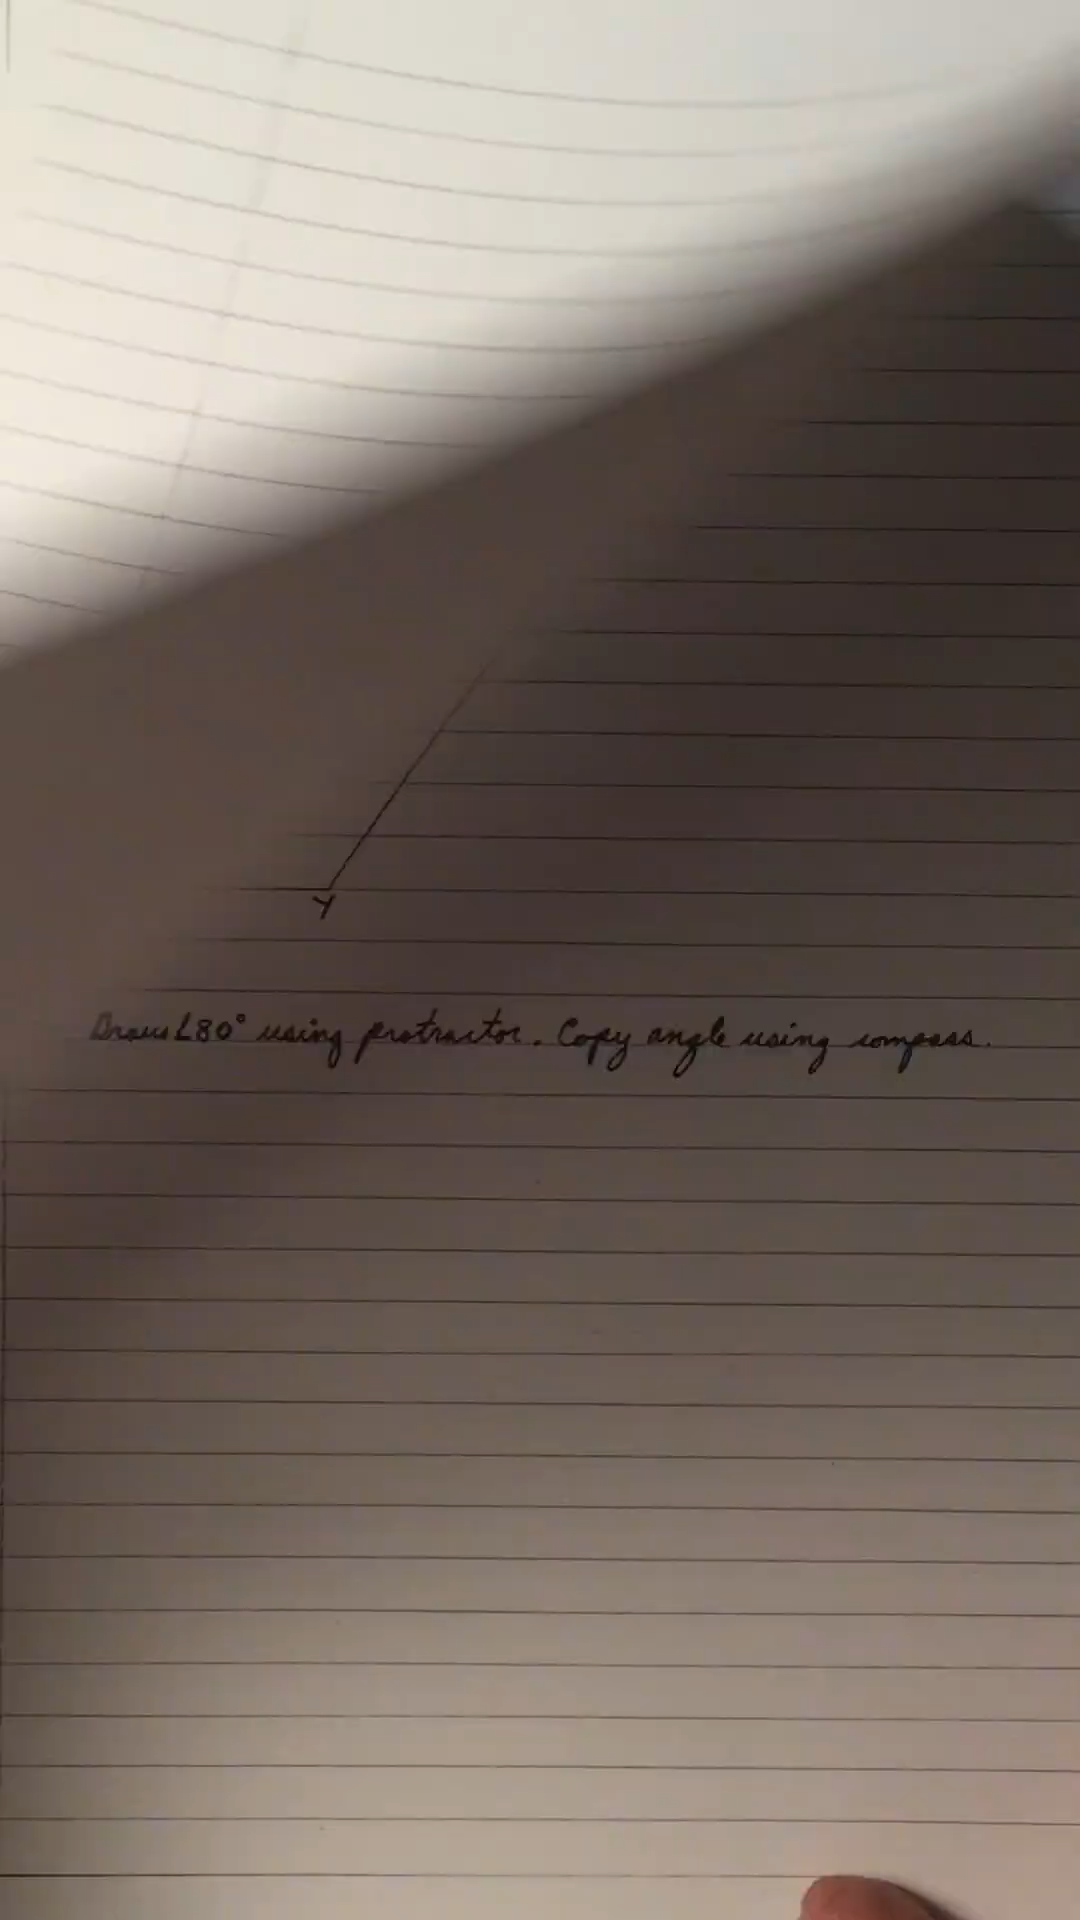 Y
Draw ∠80° using protractor. Copy angle using compass.